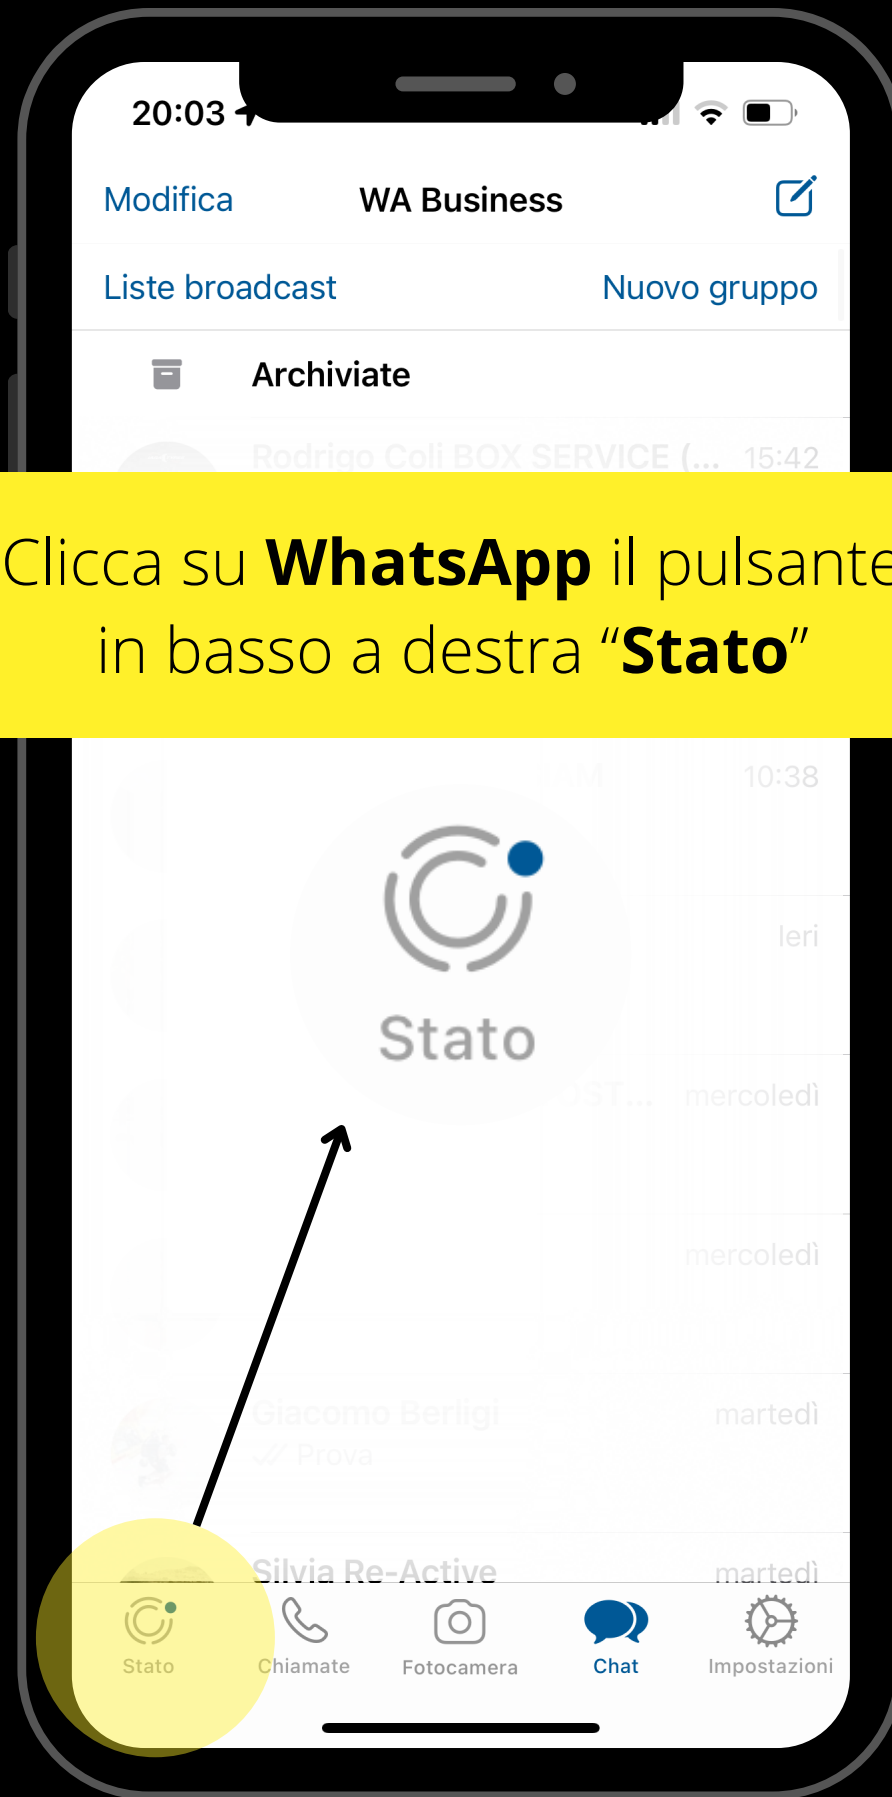 20:03
Modifica
WA Business
Liste broadcast
Nuovo gruppo
Archiviate
Rodrigo Coli BOX SERVICE (...
15:42
Clicca su WhatsApp il pulsante
in basso a destra “Stato”
10:38
Ieri
Stato
mercoledì
mercoledì
Giacomo Berligi
martedì
Prova
Silvia Re-Active
martedì
Stato
Chiamate
Fotocamera
Chat
Impostazioni